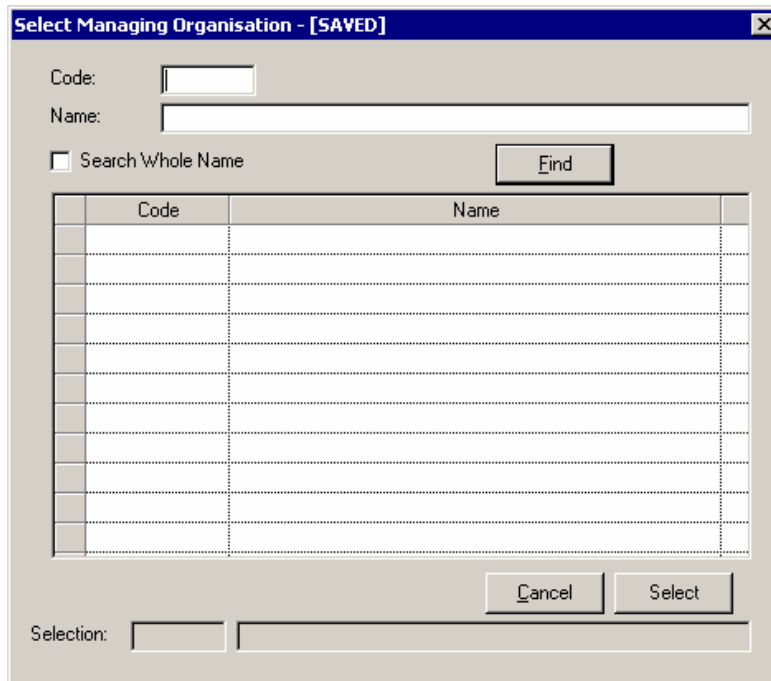 Select Managing Organisation - [SAVED]
Code:
Name:
Search Whole Name
Find
Code Name
Cancel Select
Selection: